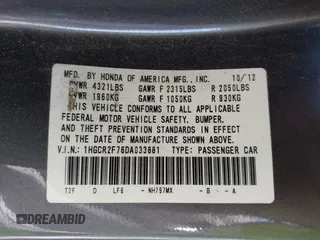 MFD. BY HONDA OF AMERICA MFG., INC. 10/12
GVWR 4321LBS GAWR F 2315LBS R 2050LBS
GVWR 1960KG GAWR F 1050KG R 930KG
THIS VEHICLE CONFORMS TO ALL APPLICABLE
FEDERAL MOTOR VEHICLE SAFETY, BUMPER,
AND THEFT PREVENTION STANDARDS IN EFFECT
ON THE DATE OF MANUFACTURE SHOWN ABOVE.
V.I.N: 1HGCR2F76DA033681 TYPE: PASSENGER CAR
T2F D LF6 - NH797MX - B - A
DREAMBID